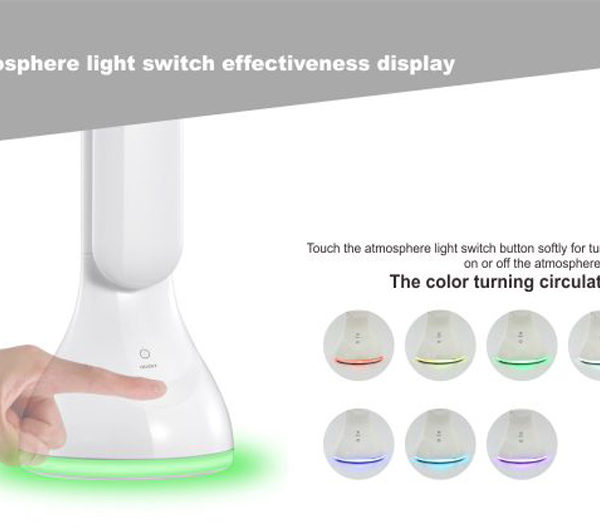 osphere light switch effectiveness display
Touch the atmosphere light switch button softly for tu
on or off the atmosphere
The color turning circulat